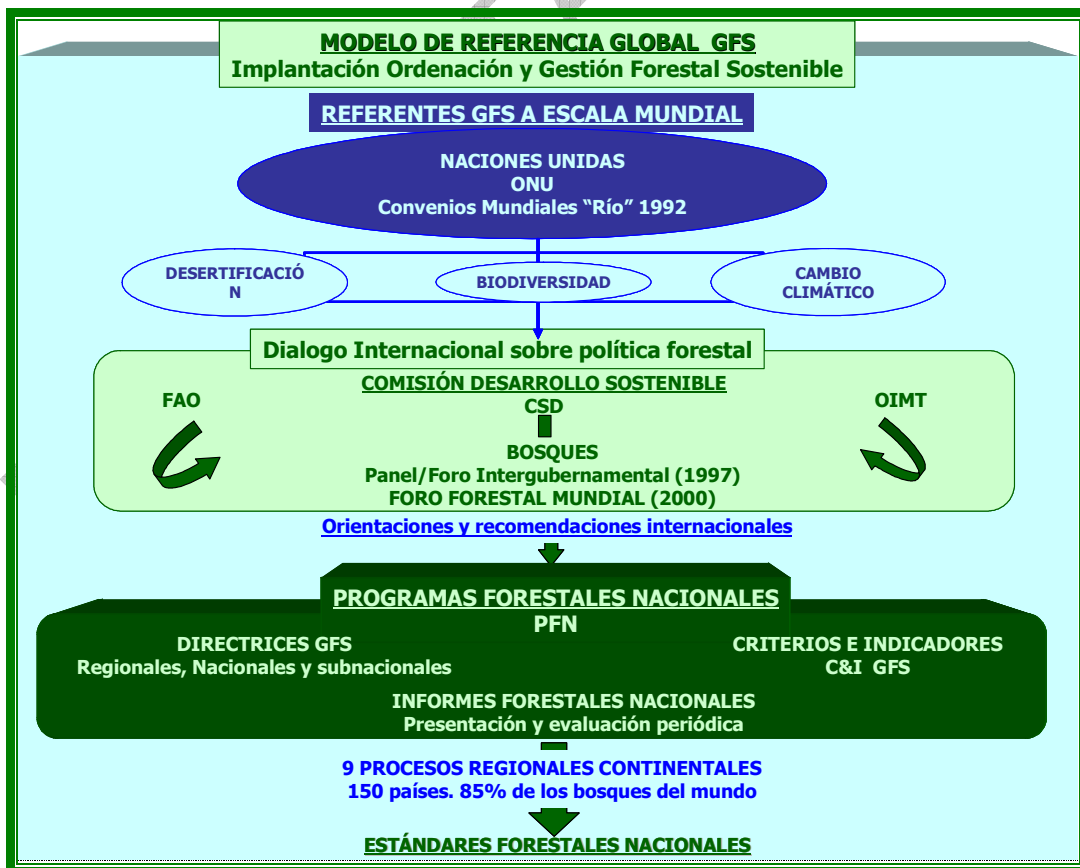 MODELO DE REFERENCIA GLOBAL GFS
Implantación Ordenación y Gestión Forestal Sostenible
REFERENTES GFS A ESCALA MUNDIAL
NACIONES UNIDAS
ONU
Convenios Mundiales “Río” 1992
DESERTIFICACIÓ
N
BIODIVERSIDAD
CAMBIO
CLIMÁTICO
Dialogo Internacional sobre política forestal
COMISIÓN DESARROLLO SOSTENIBLE
CSD
FAO
OIMT
BOSQUES
Panel/Foro Intergubernamental (1997)
FORO FORESTAL MUNDIAL (2000)
Orientaciones y recomendaciones internacionales
PROGRAMAS FORESTALES NACIONALES
PFN
DIRECTRICES GFS
Regionales, Nacionales y subnacionales
CRITERIOS E INDICADORES
C&I GFS
INFORMES FORESTALES NACIONALES
Presentación y evaluación periódica
9 PROCESOS REGIONALES CONTINENTALES
150 países. 85% de los bosques del mundo
ESTÁNDARES FORESTALES NACIONALES